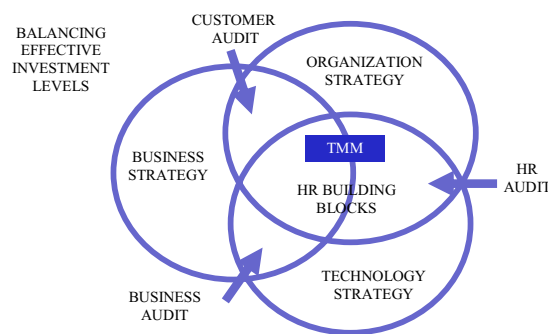 BALANCING
EFFECTIVE
INVESTMENT
LEVELS
CUSTOMER
AUDIT
ORGANIZATION
STRATEGY
BUSINESS
STRATEGY
TMM
HR BUILDING
BLOCKS
HR
AUDIT
TECHNOLOGY
STRATEGY
BUSINESS
AUDIT